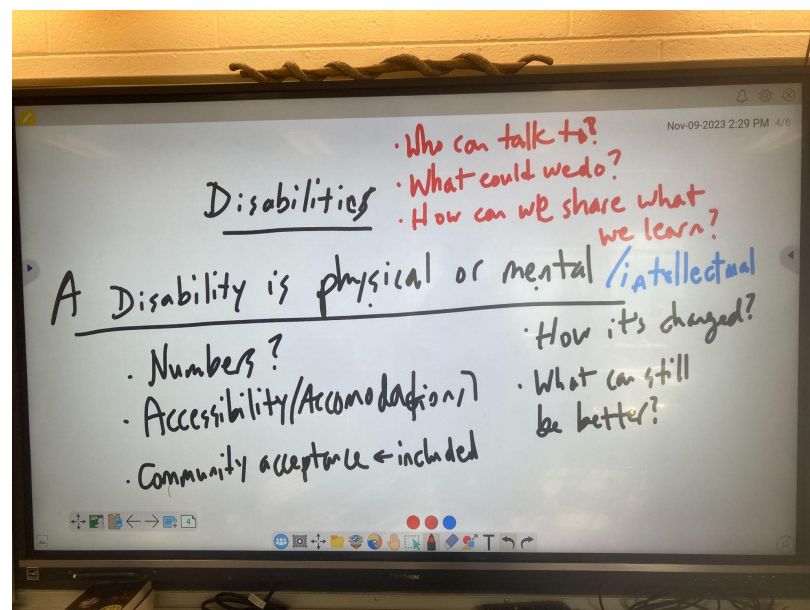 Nov-09-2023 2:29 PM 4/6
· Who can talk to?
· What could we do?
· How can we share what
we learn?
Disabilities
A Disability is physical or mental /intellectual
· Numbers?
· Accessibility/Accomodations?
· Community acceptance ← included
· How it's changed?
· What can still
be better?
4
T
ViewSonic